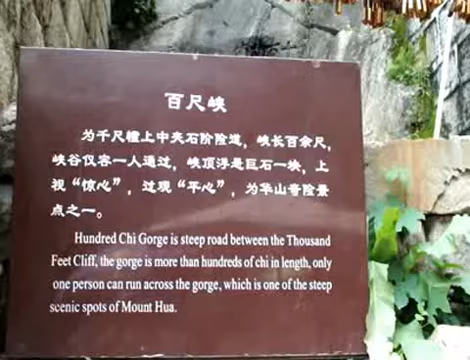 百尺峡
为千尺幢上中夹石阶险道，峡长百余尺，
峡谷仅容一人通过，峡顶浮悬巨石一块，上
视“惊心”，过观“平心”，为华山奇险景
点之一。
Hundred Chi Gorge is steep road between the Thousand
Feet Cliff, the gorge is more than hundreds of chi in length, only
one person can run across the gorge, which is one of the steep
scenic spots of Mount Hua.